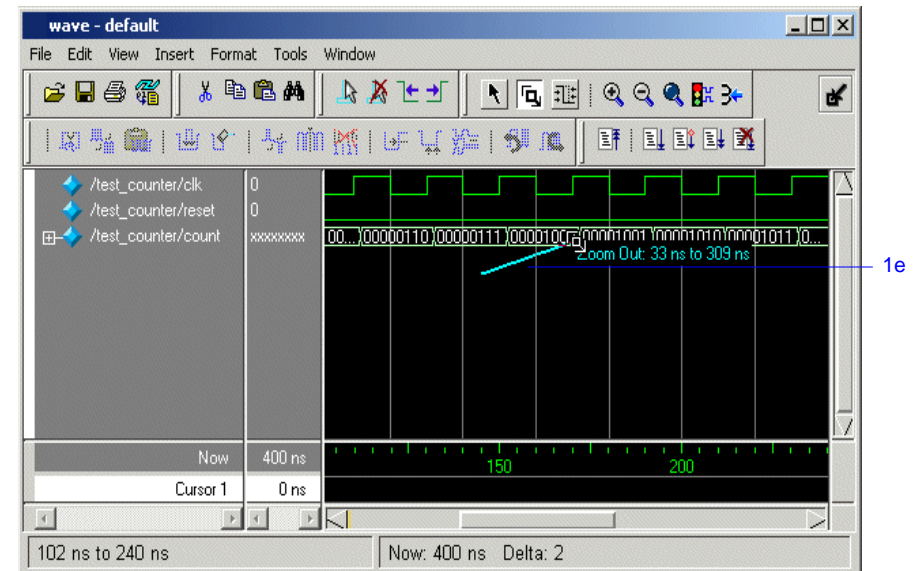 wave - default
File Edit View Insert Format Tools Window
/test_counter/clk 0
/test_counter/reset 0
/test_counter/count xxxxxxxx 00... 00000110 00000111 0000100 00001001 00001010 00001011 0...
Zoom Out: 33 ns to 309 ns
1e
Now 400 ns 150 200
Cursor 1 0 ns
102 ns to 240 ns Now: 400 ns Delta: 2